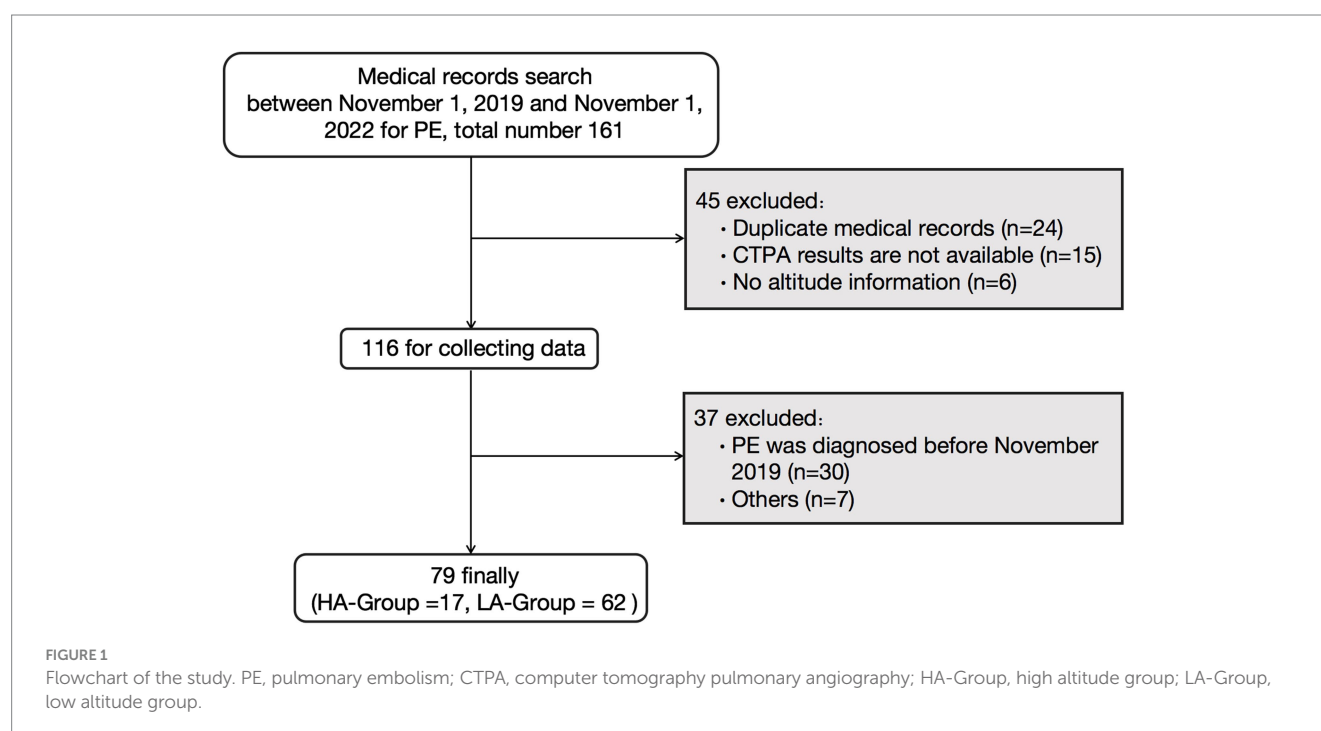 Medical records search
between November 1, 2019 and November 1,
2022 for PE, total number 161
45 excluded:
· Duplicate medical records (n=24)
· CTPA results are not available (n=15)
· No altitude information (n=6)
116 for collecting data
37 excluded:
· PE was diagnosed before November
2019 (n=30)
· Others (n=7)
79 finally
(HA-Group =17, LA-Group = 62 )
FIGURE 1
Flowchart of the study. PE, pulmonary embolism; CTPA, computer tomography pulmonary angiography; HA-Group, high altitude group; LA-Group,
low altitude group.